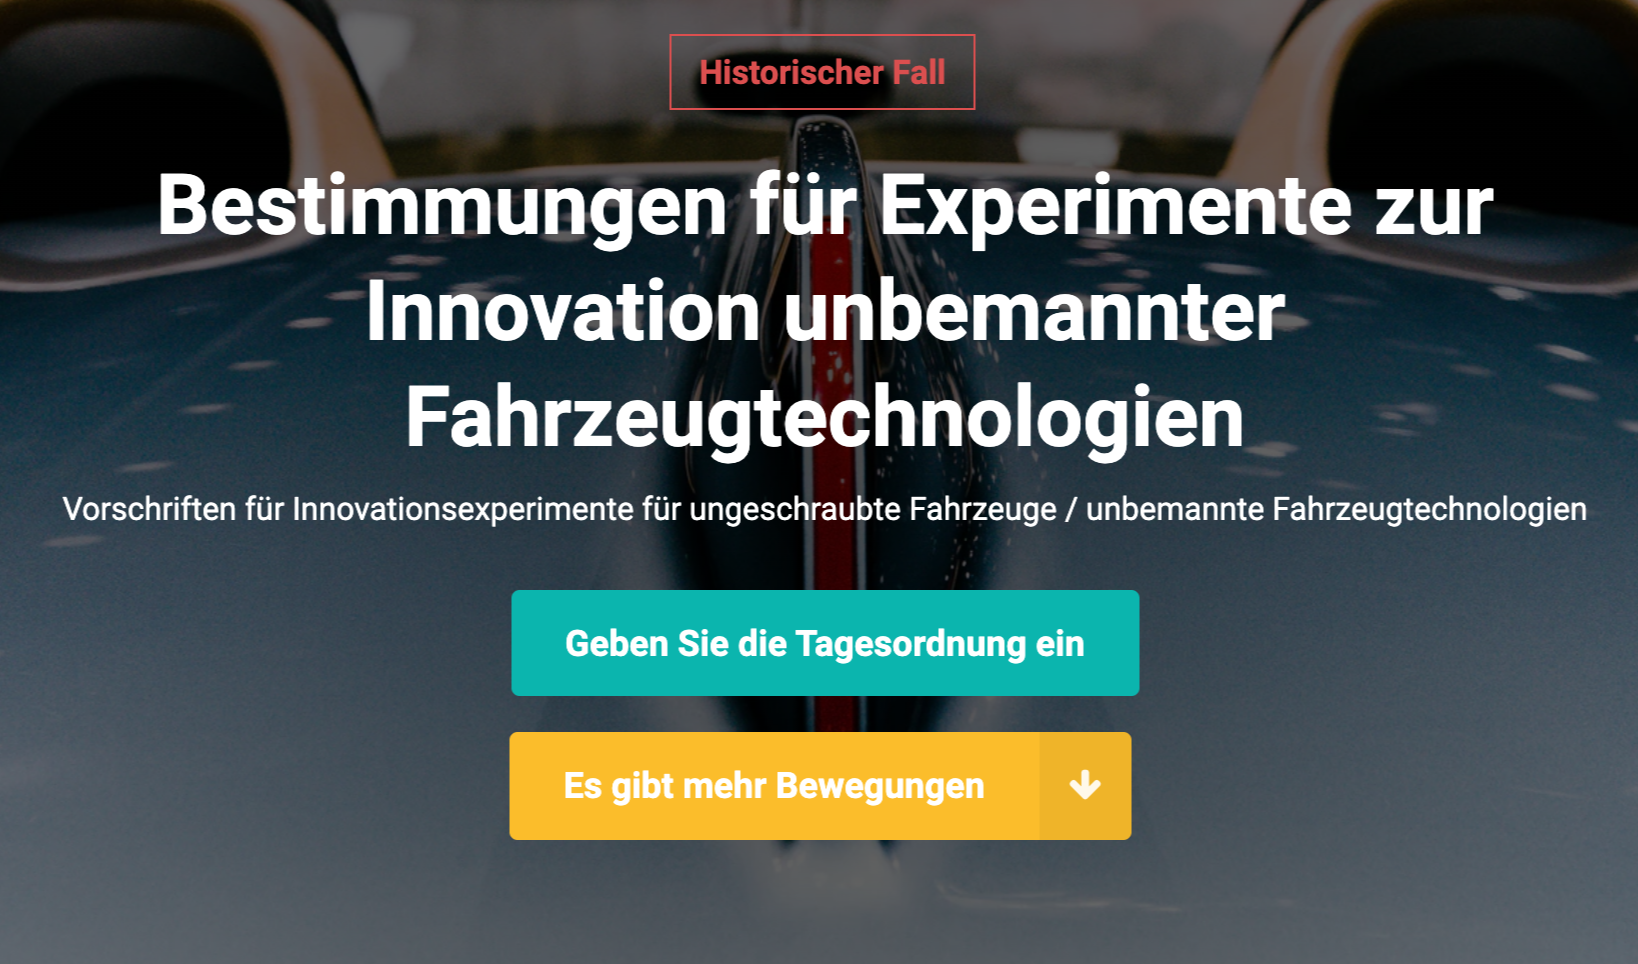 Historischer Fall
Bestimmungen für Experimente zur
Innovation unbemannter
Fahrzeugtechnologien
Vorschriften für Innovationsexperimente für ungeschraubte Fahrzeuge / unbemannte Fahrzeugtechnologien
Geben Sie die Tagesordnung ein
Es gibt mehr Bewegungen